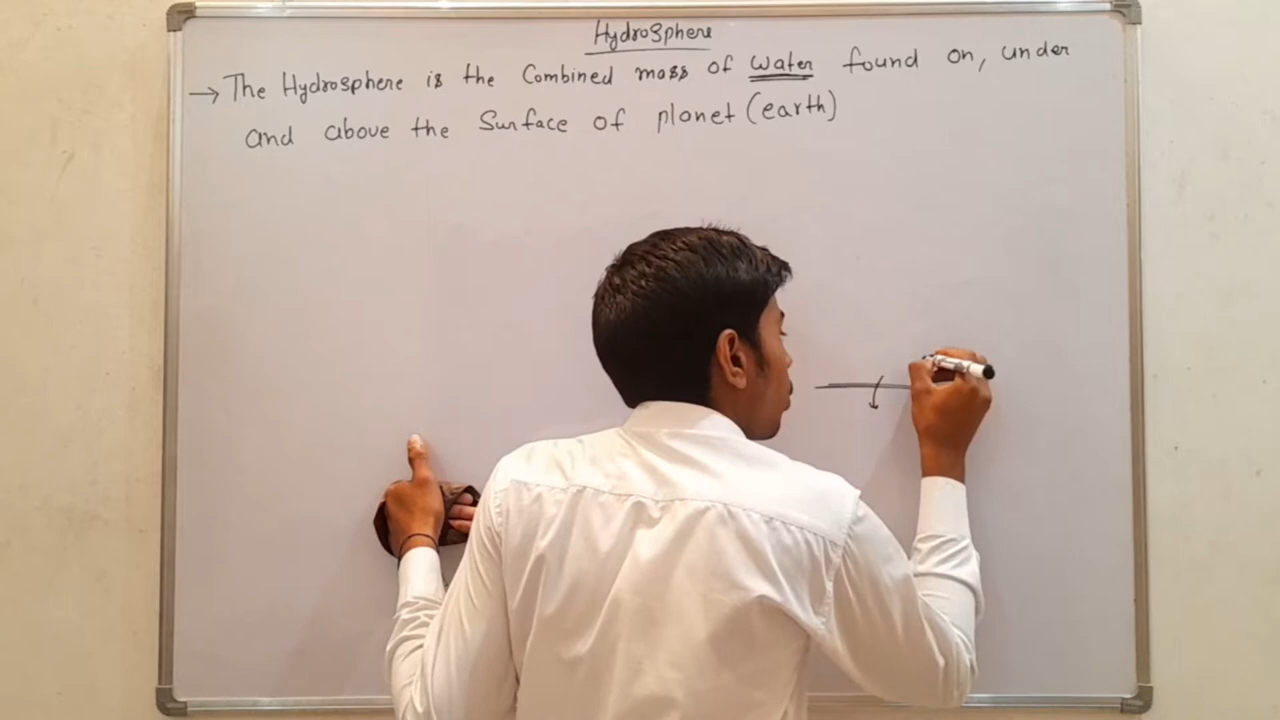 Hydrosphere
→ The Hydrosphere is the Combined mass of water found on, under
and above the Surface of planet (earth)